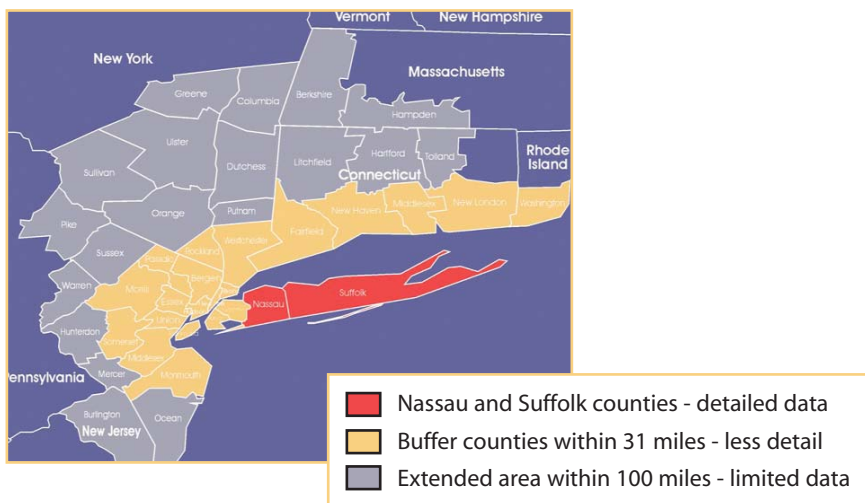 Vermont
New Hampshire
New York
Massachusetts
Greene
Columbia
Berkshire
Hampden
Ulster
Rhode
Island
Sullivan
Dutchess
Litchfield
Hartford
Tolland
Connecticut
Orange
Putnam
New Haven
Middlesex
New London
Washington
Pike
Fairfield
Westchester
Sussex
Rockland
Passaic
Bergen
Warren
Morris
Essex
Nassau
Suffolk
Union
Hunterdon
Somerset
Middlesex
Mercer
Monmouth
Pennsylvania
Burlington
Ocean
New Jersey
Nassau and Suffolk counties - detailed data
Buffer counties within 31 miles - less detail
Extended area within 100 miles - limited data